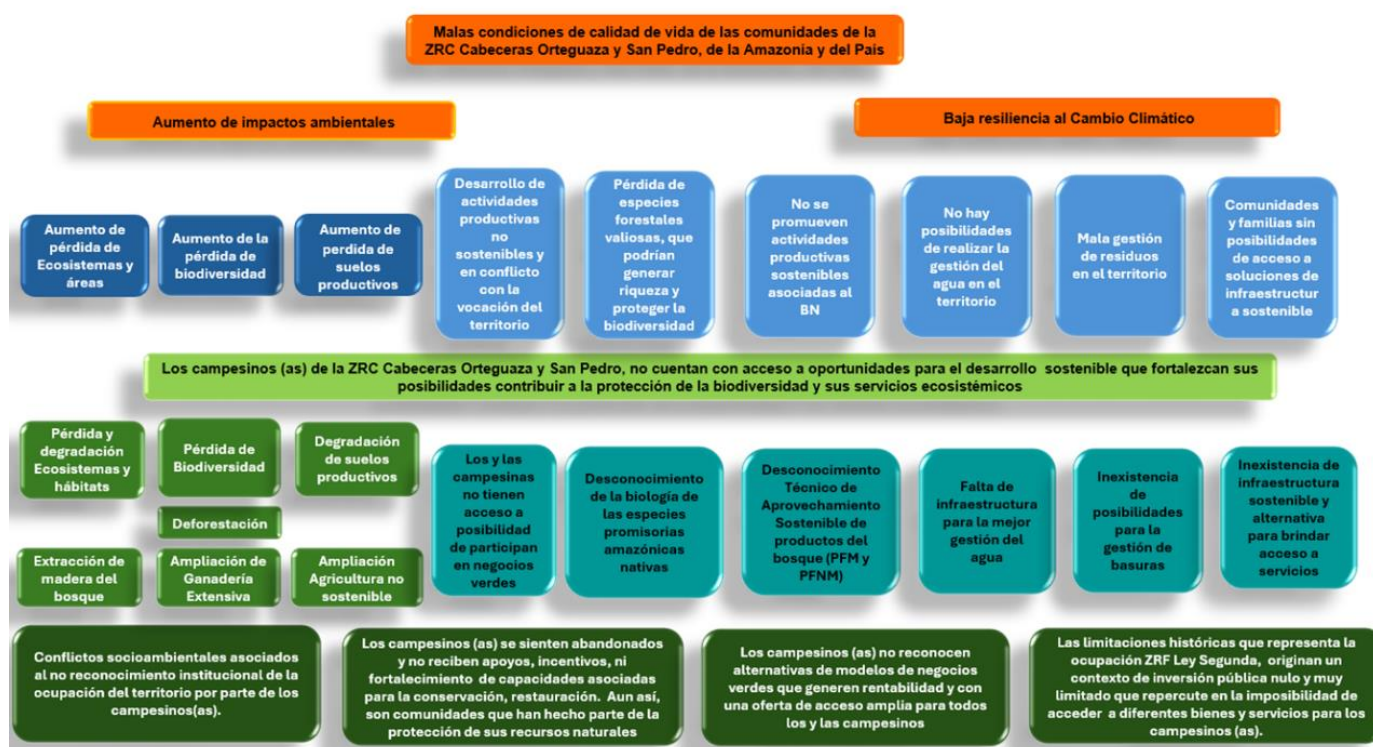 Malas condiciones de calidad de vida de las comunidades de la
ZRC Cabeceras Orteguaza y San Pedro, de la Amazonia y del País
Aumento de impactos ambientales
Baja resiliencia al Cambio Climático
Aumento de
pérdida de
Ecosistemas y
áreas
Aumento de la
pérdida de
biodiversidad
Aumento de
perdida de
suelos
productivos
Desarrollo de
actividades
productivas
no
sostenibles y
en conflicto
con la
vocación del
territorio
Pérdida de
especies
forestales
valiosas, que
podrían
generar
riqueza y
proteger la
biodiversidad
No se
promueven
actividades
productivas
sostenibles
asociadas al
BN
No hay
posibilidades
de realizar la
gestión del
agua en el
territorio
Mala gestión
de residuos
en el territorio
Comunidades
y familias sin
posibilidades
de acceso a
soluciones de
infraestructur
a sostenible
Los campesinos (as) de la ZRC Cabeceras Orteguaza y San Pedro, no cuentan con acceso a oportunidades para el desarrollo sostenible que fortalezcan sus
posibilidades contribuir a la protección de la biodiversidad y sus servicios ecosistémicos
Pérdida y
degradación
Ecosistemas y
hábitats
Pérdida de
Biodiversidad
Degradación
de suelos
productivos
Deforestación
Extracción de
madera del
bosque
Ampliación de
Ganadería
Extensiva
Ampliación
Agricultura no
sostenible
Los y las
campesinas
no tienen
acceso a
posibilidad
de participan
en negocios
verdes
Desconocimiento
de la biología de
las especies
promisorías
amazónicas
nativas
Desconocimiento
Técnico de
Aprovechamiento
Sostenible de
productos del
bosque (PFM y
PFNM)
Falta de
infraestructura
para la mejor
gestión del
agua
Inexistencia
de
posibilidades
para la
gestión de
basuras
Inexistencia de
infraestructura
sostenible y
alternativa
para brindar
acceso a
servicios
Conflictos socioambientales asociados
al no reconocimiento institucional de la
ocupación del territorio por parte de los
campesinos(as).
Los campesinos (as) se sienten abandonados
y no reciben apoyos, incentivos, ni
fortalecimiento de capacidades asociadas
para la conservación, restauración. Aun así,
son comunidades que han hecho parte de la
protección de sus recursos naturales
Los campesinos (as) no reconocen
alternativas de modelos de negocios
verdes que generen rentabilidad y con
una oferta de acceso amplia para todos
los y las campesinos
Las limitaciones históricas que representa la
ocupación ZRF Ley Segunda, originan un
contexto de inversión pública nulo y muy
limitado que repercute en la imposibilidad de
acceder a diferentes bienes y servicios para los
campesinos (as).